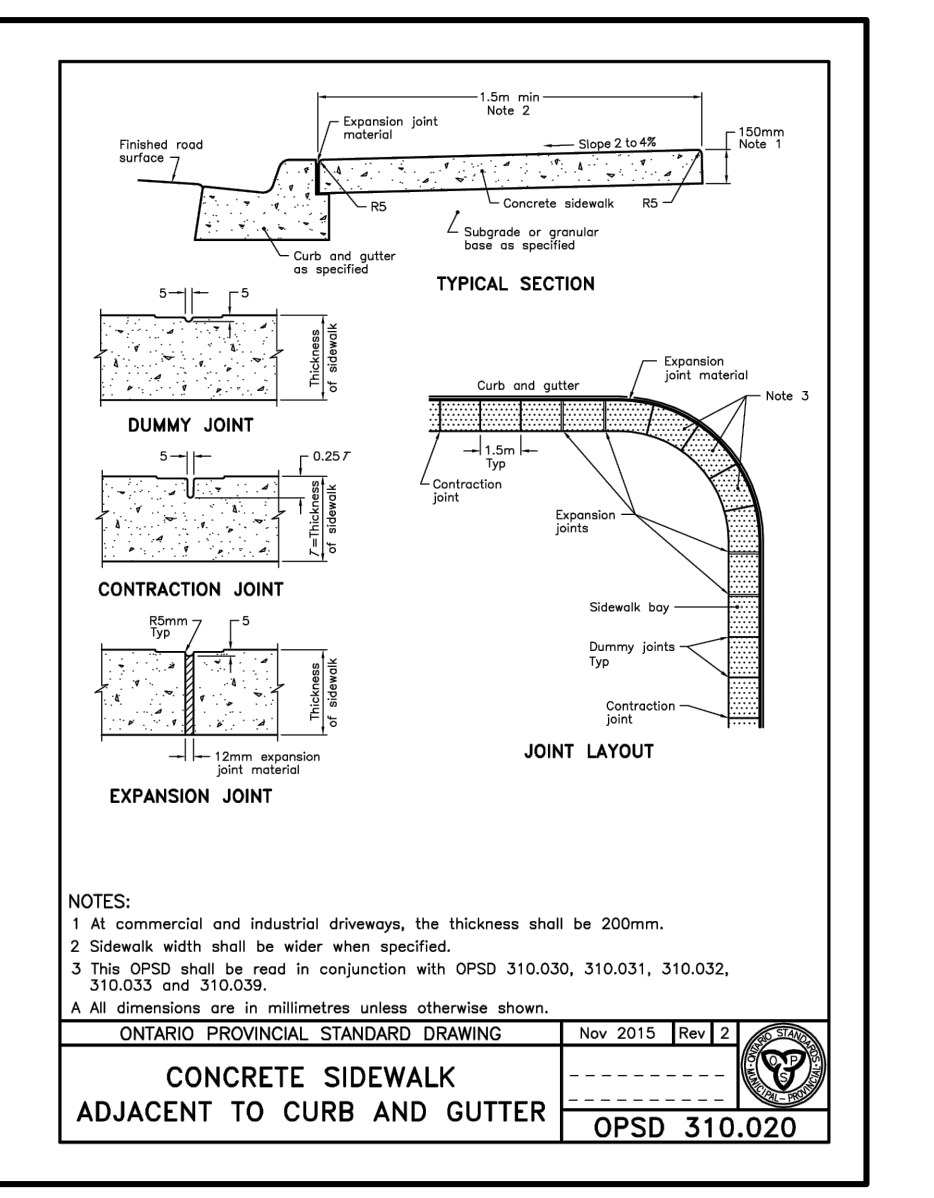 1.5m min
Note 2
Expansion joint
material
Finished road
surface
Slope 2 to 4%
150mm
Note 1
R5
Concrete sidewalk
R5
Subgrade or granular
base as specified
Curb and gutter
as specified
TYPICAL SECTION
5
5
Thickness
of sidewalk
DUMMY JOINT
5
0.25T
T=Thickness
of sidewalk
CONTRACTION JOINT
R5mm
Typ
5
Thickness
of sidewalk
12mm expansion
joint material
EXPANSION JOINT
Expansion
joint material
Curb and gutter
Note 3
1.5m
Typ
Contraction
joint
Expansion
joints
Sidewalk bay
Dummy joints
Typ
Contraction
joint
JOINT LAYOUT
NOTES:
1 At commercial and industrial driveways, the thickness shall be 200mm.
2 Sidewalk width shall be wider when specified.
3 This OPSD shall be read in conjunction with OPSD 310.030, 310.031, 310.032,
310.033 and 310.039.
A All dimensions are in millimetres unless otherwise shown.
ONTARIO PROVINCIAL STANDARD DRAWING
Nov 2015
Rev
2
CONCRETE SIDEWALK
ADJACENT TO CURB AND GUTTER
ONTARIO STANDARDS
MUNICIPAL - PROVINCIAL
O P
S
OPSD 310.020